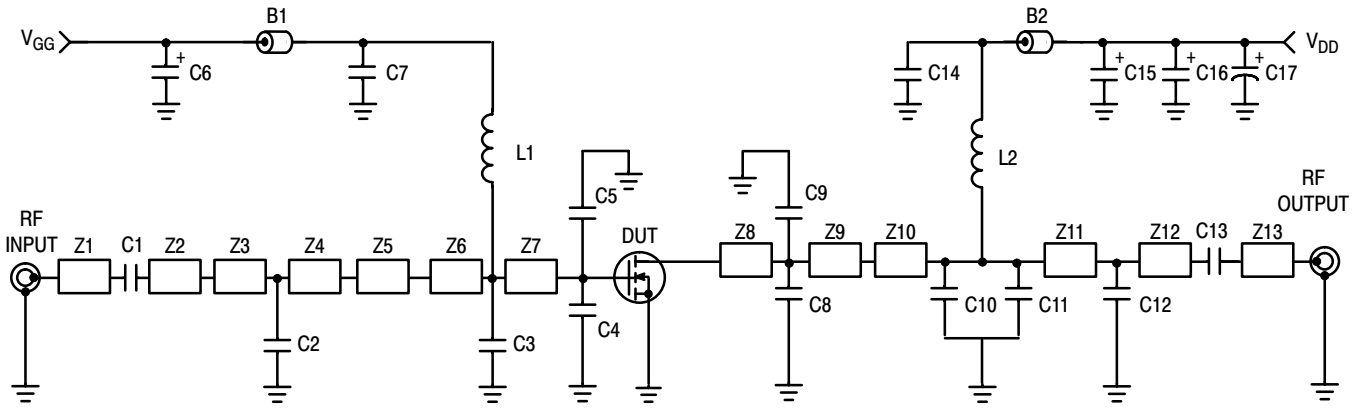 B1
B2
VGG
VDD
+
C6
C7
C14
+
C15
+
C16
+
C17
L1
L2
C5
C9
RF
INPUT
RF
OUTPUT
Z1
C1
Z2
Z3
Z4
Z5
Z6
Z7
DUT
Z8
Z9
Z10
Z11
Z12
C13
Z13
C2
C3
C4
C8
C10
C11
C12